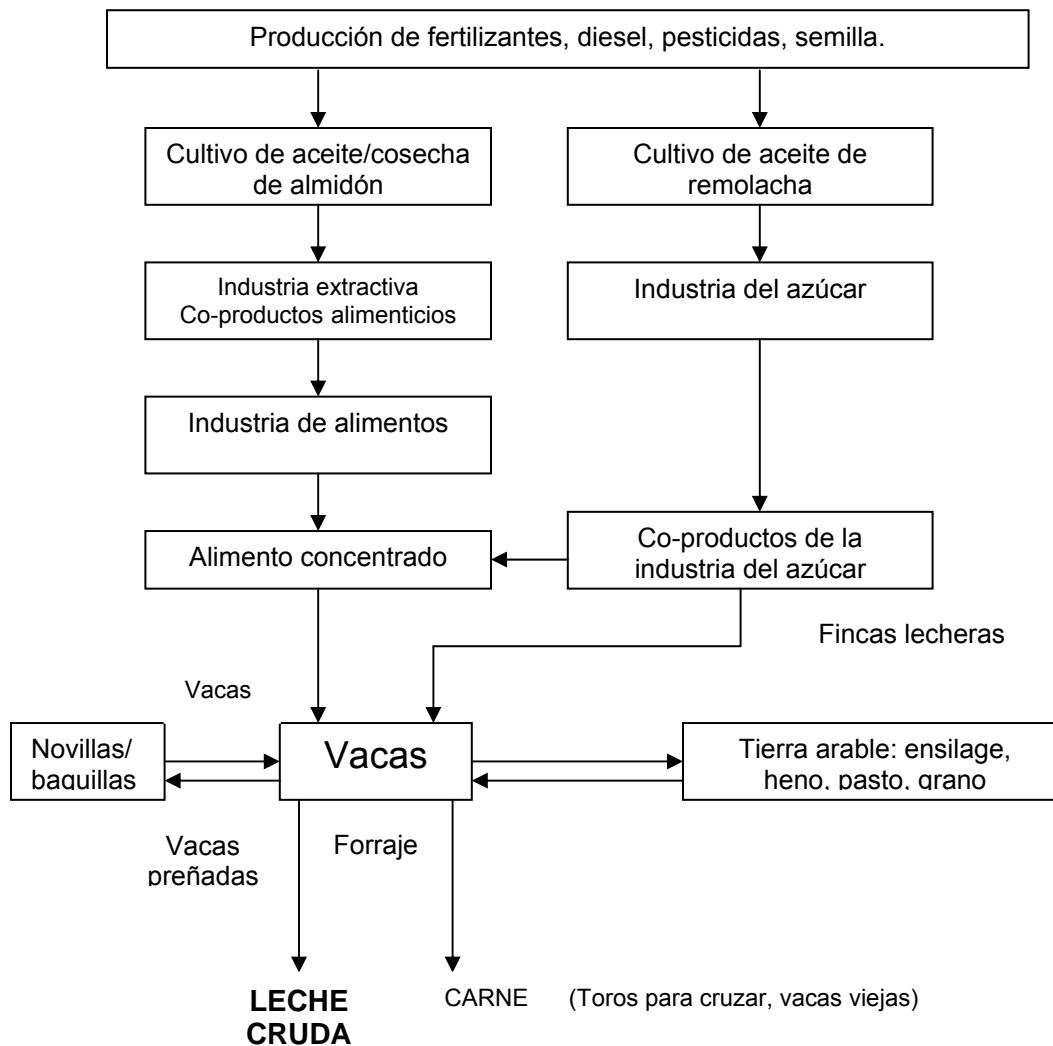 Producción de fertilizantes, diesel, pesticidas, semilla.
Cultivo de aceite/cosecha
de almidón
Cultivo de aceite de
remolacha
Industria extractiva
Co-productos alimenticios
Industria del azúcar
Industria de alimentos
Alimento concentrado
Co-productos de la
industria del azúcar
Fincas lecheras
Vacas
Novillas/
baquillas
Vacas
Tierra arable: ensilage,
heno, pasto, grano
Vacas
preñadas
Forraje
LECHE
CRUDA
CARNE (Toros para cruzar, vacas viejas)